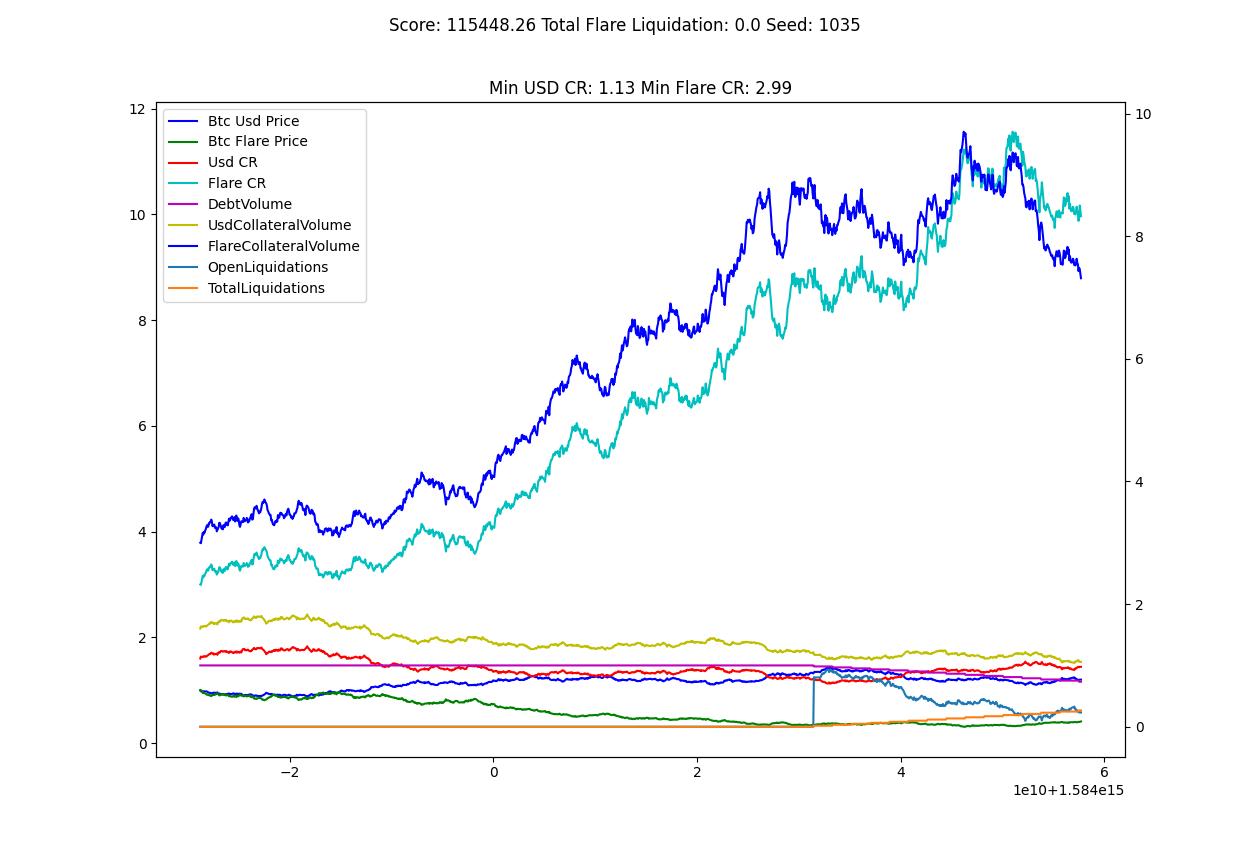 Score: 115448.26 Total Flare Liquidation: 0.0 Seed: 1035
Min USD CR: 1.13 Min Flare CR: 2.99
Btc Usd Price
Btc Flare Price
Usd CR
Flare CR
DebtVolume
UsdCollateralVolume
FlareCollateralVolume
OpenLiquidations
TotalLiquidations
12
10
8
6
4
2
0
10
8
6
4
2
0
−2
0
2
4
6
1e10+1.584e15